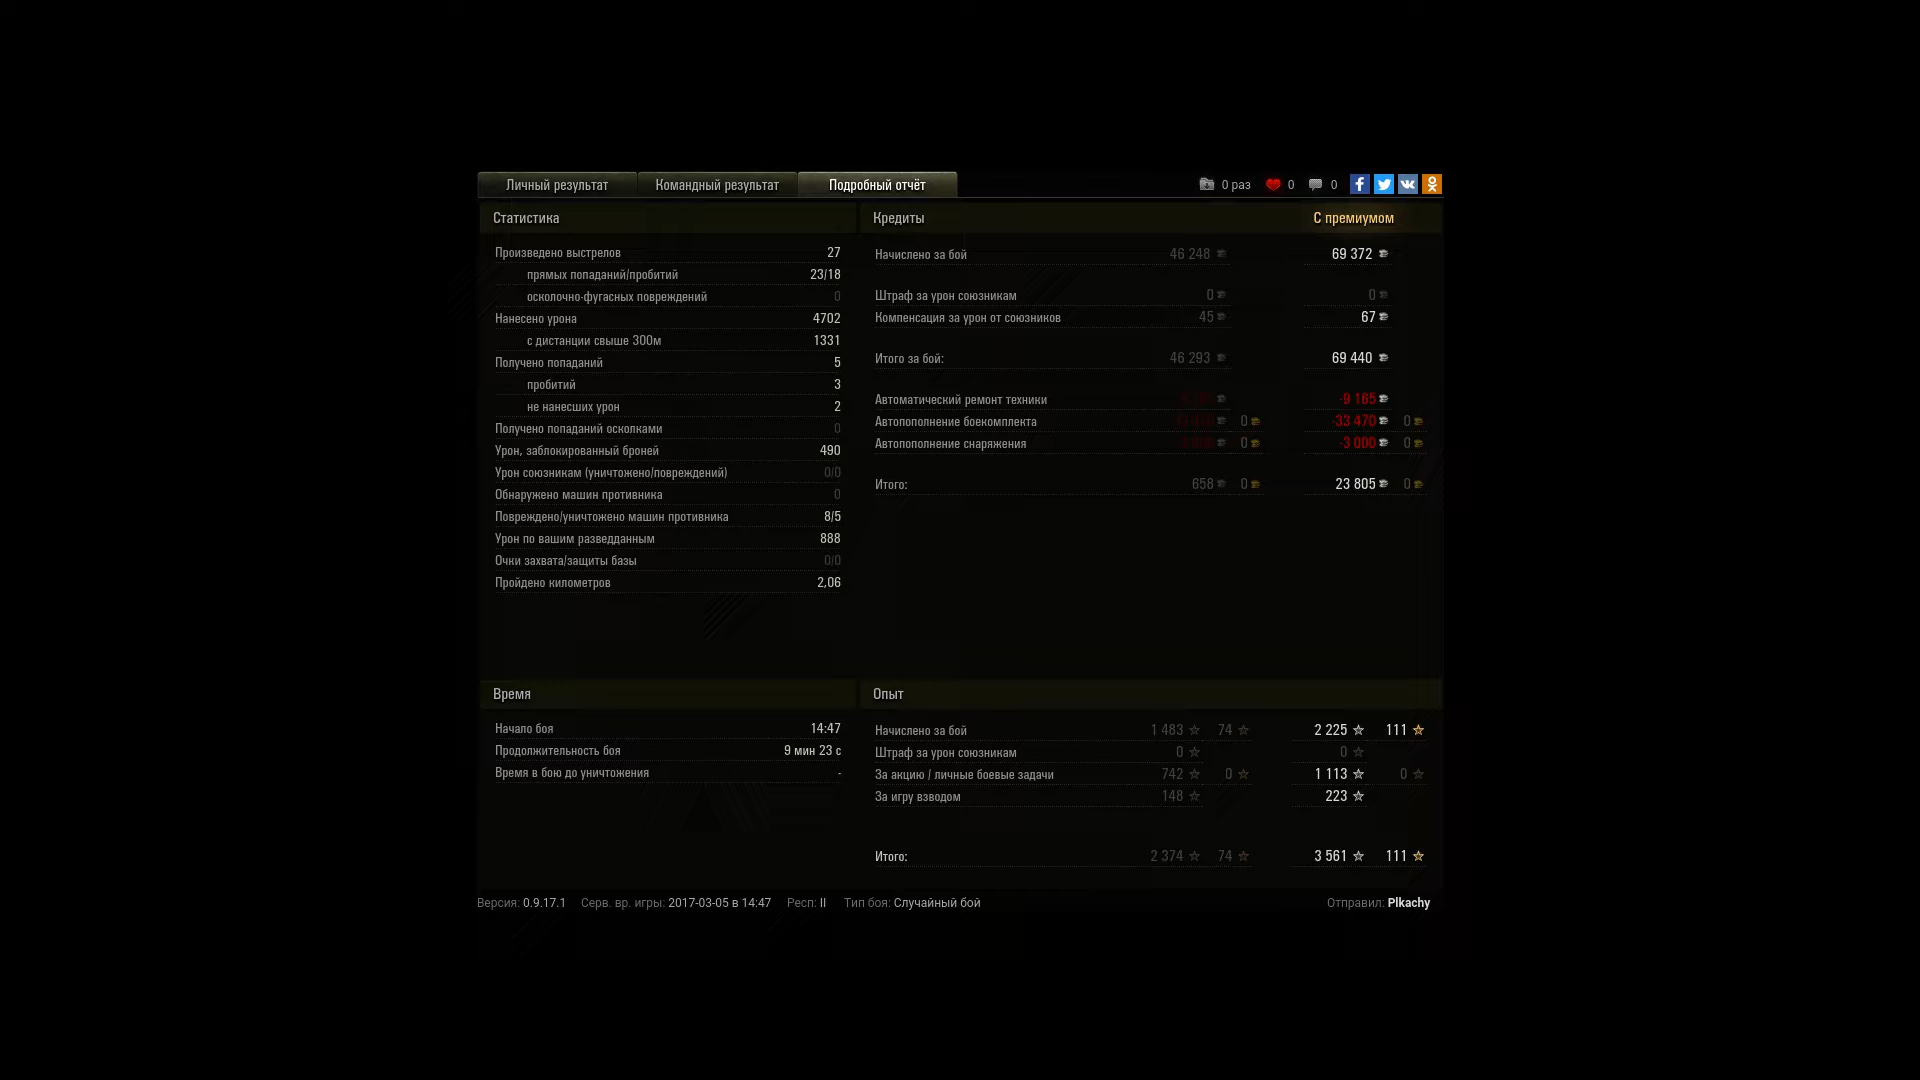 Личный результат Командный результат Подробный отчёт 0 раз 0 0
Статистика
Произведено выстрелов 27
прямых попаданий/пробитий 23/18
осколочно-фугасных повреждений 0
Нанесено урона 4702
с дистанции свыше 300м 1331
Получено попаданий 5
пробитий 3
не нанесших урон 2
Получено попаданий осколками 0
Урон, заблокированный броней 490
Урон союзникам (уничтожено/повреждений) 0/0
Обнаружено машин противника 0
Повреждено/уничтожено машин противника 8/5
Урон по вашим разведданным 888
Очки захвата/защиты базы 0/0
Пройдено километров 2,06
Кредиты С премиумом
Начислено за бой 46 248 69 372
Штраф за урон союзникам 0 0
Компенсация за урон от союзников 45 67
Итого за бой: 46 293 69 440
Автоматический ремонт техники -9 165
Автопополнение боекомплекта 0 -33 470 0
Автопополнение снаряжения 0 -3 000 0
Итого: 658 0 23 805 0
Время
Начало боя 14:47
Продолжительность боя 9 мин 23 с
Время в бою до уничтожения -
Опыт
Начислено за бой 1 483 74 2 225 111
Штраф за урон союзникам 0 0
За акцию / личные боевые задачи 742 0 1 113 0
За игру взводом 148 223
Итого: 2 374 74 3 561 111
Версия: 0.9.17.1 Серв. вр. игры: 2017-03-05 в 14:47 Респ: II Тип боя: Случайный бой Отправил: Plkachy